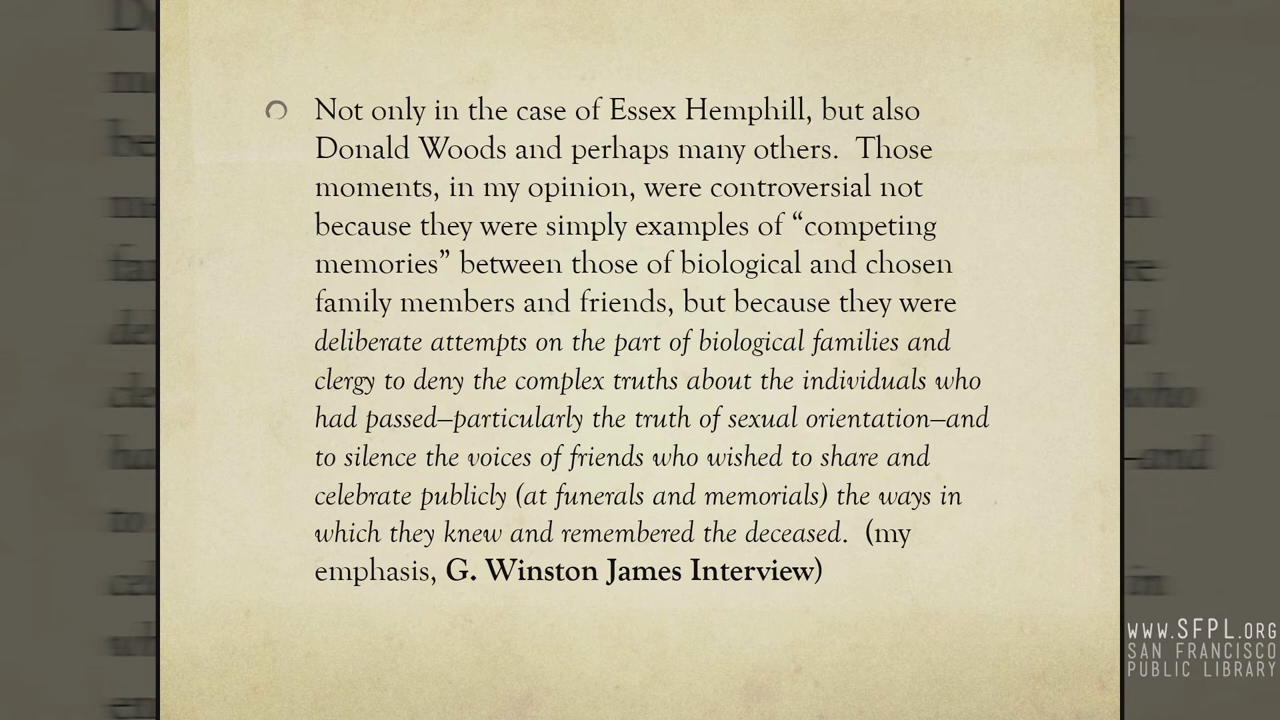 Not only in the case of Essex Hemphill, but also
Donald Woods and perhaps many others.  Those
moments, in my opinion, were controversial not
because they were simply examples of “competing
memories” between those of biological and chosen
family members and friends, but because they were
deliberate attempts on the part of biological families and
clergy to deny the complex truths about the individuals who
had passed–particularly the truth of sexual orientation–and
to silence the voices of friends who wished to share and
celebrate publicly (at funerals and memorials) the ways in
which they knew and remembered the deceased.  (my
emphasis, G. Winston James Interview)
WWW.SFPL.ORG
SAN FRANCISCO
PUBLIC LIBRARY